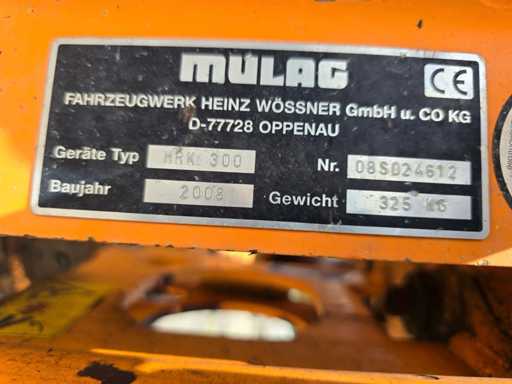 MULAG
CE
FAHRZEUGWERK HEINZ WÖSSNER GmbH u. CO KG
D-77728 OPPENAU
Geräte Typ MRK 300 Nr. 08S024612
Baujahr 2008 Gewicht 325 KG